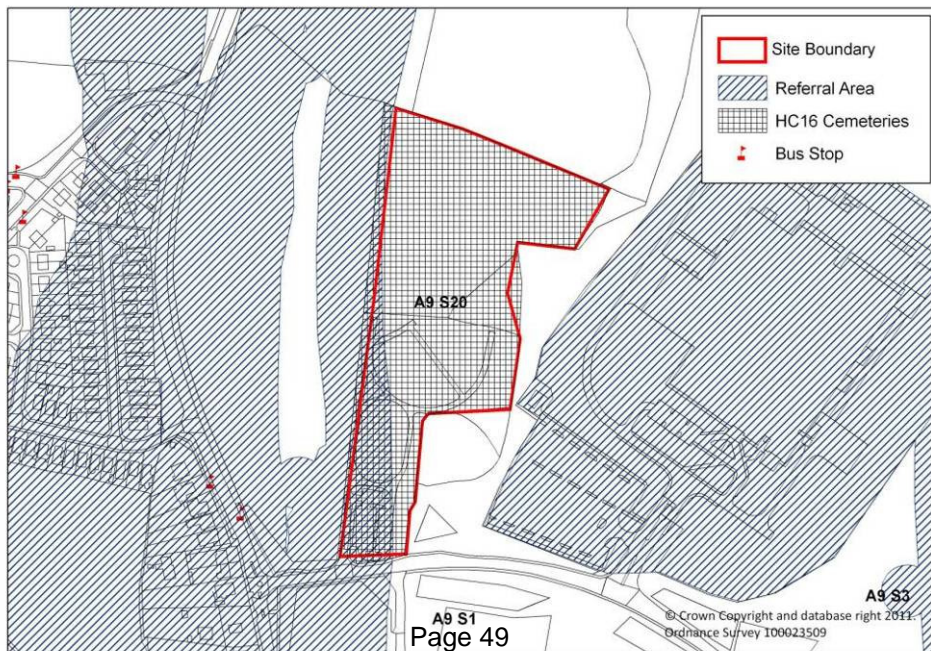 Site Boundary
Referral Area
HC16 Cemeteries
Bus Stop
A9 S20
A9 S3
© Crown Copyright and database right 2011.
Ordnance Survey 100023509
A9 S1
Page 49